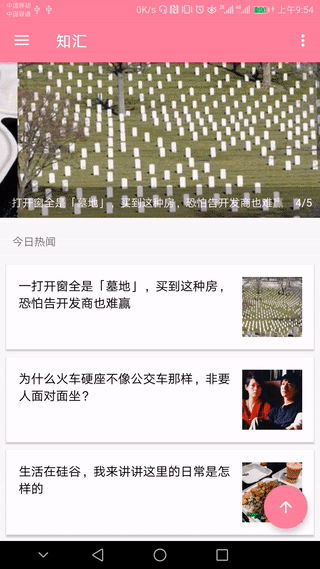 中国移动
中国联通
0K/s
上午9:54
知汇
打开窗全是「墓地」，买到这种房，恐怕告开发商也难赢
4/5
今日热闻
一打开窗全是「墓地」，买到这种房，
恐怕告开发商也难赢
为什么火车硬座不像公交车那样，非要
人面对面坐？
生活在硅谷，我来讲讲这里的日常是怎
样的